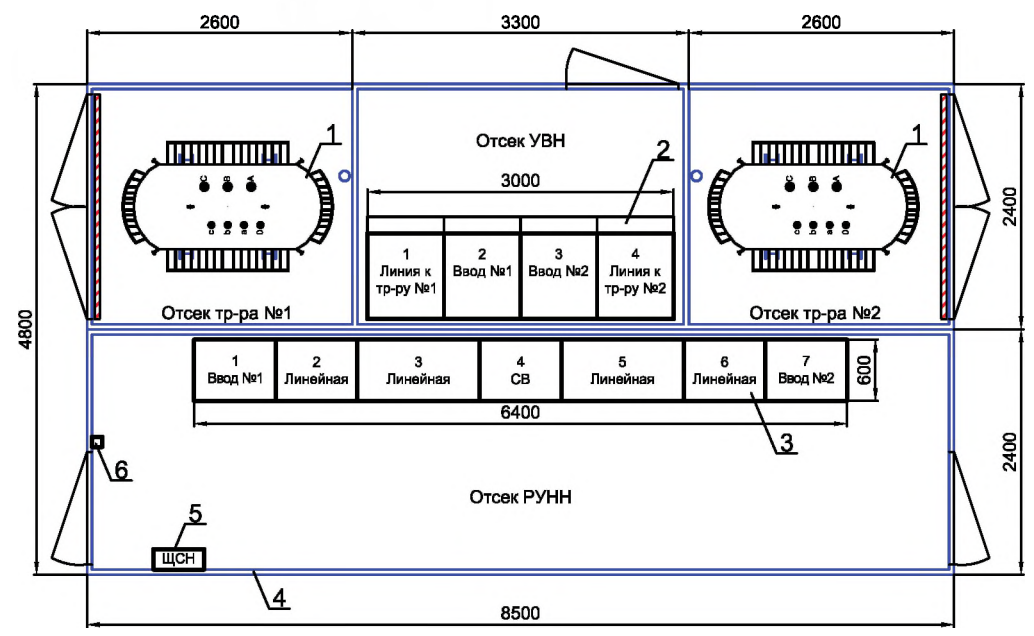 2600
3300
2600
1
Отсек УВН
2
1
3000
C B A
c b a o
C B A
c b a o
2400
1
Линия к
тр-ру №1
2
Ввод №1
3
Ввод №2
4
Линия к
тр-ру №2
Отсек тр-ра №1
Отсек тр-ра №2
4800
1
Ввод №1
2
Линейная
3
Линейная
4
СВ
5
Линейная
6
Линейная
7
Ввод №2
600
6400
3
6
2400
Отсек РУНН
5
ЩСН
4
8500